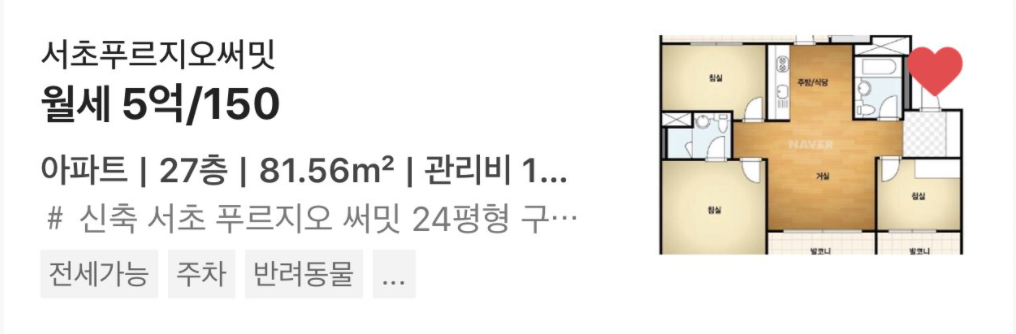 서초푸르지오써밋
월세 5억/150
아파트 | 27층 | 81.56m² | 관리비 1...
# 신축 서초 푸르지오 써밋 24평형 구…
전세가능 주차 반려동물 ...
침실
주방/식당
NAVER
거실
침실
침실
발코니
발코니